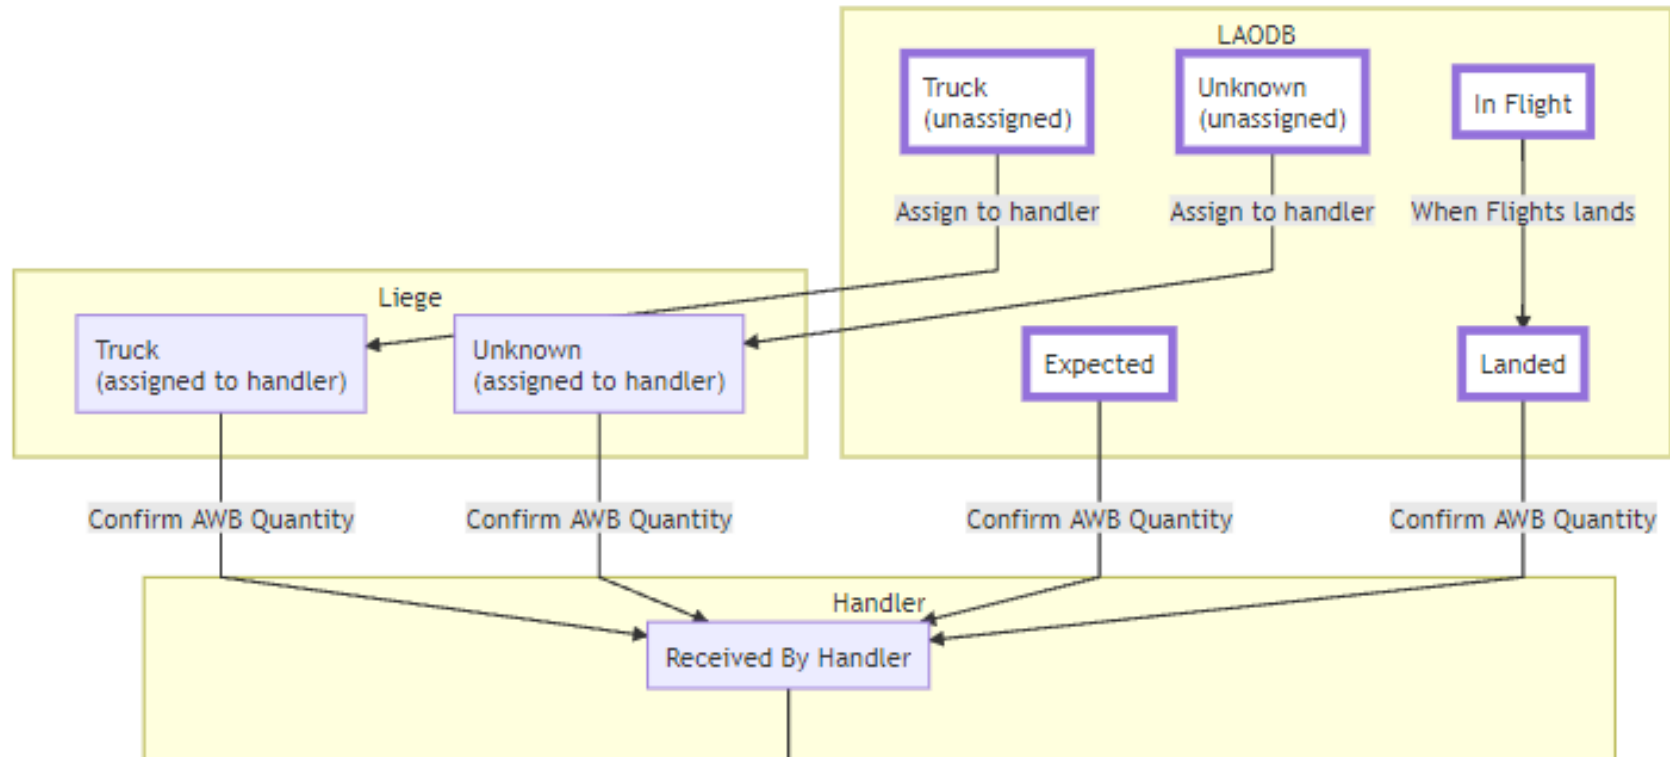 LAODB
Truck
(unassigned)
Unknown
(unassigned)
In Flight
Assign to handler
Assign to handler
When Flights lands
Liege
Truck
(assigned to handler)
Unknown
(assigned to handler)
Expected
Landed
Confirm AWB Quantity
Confirm AWB Quantity
Confirm AWB Quantity
Confirm AWB Quantity
Handler
Received By Handler